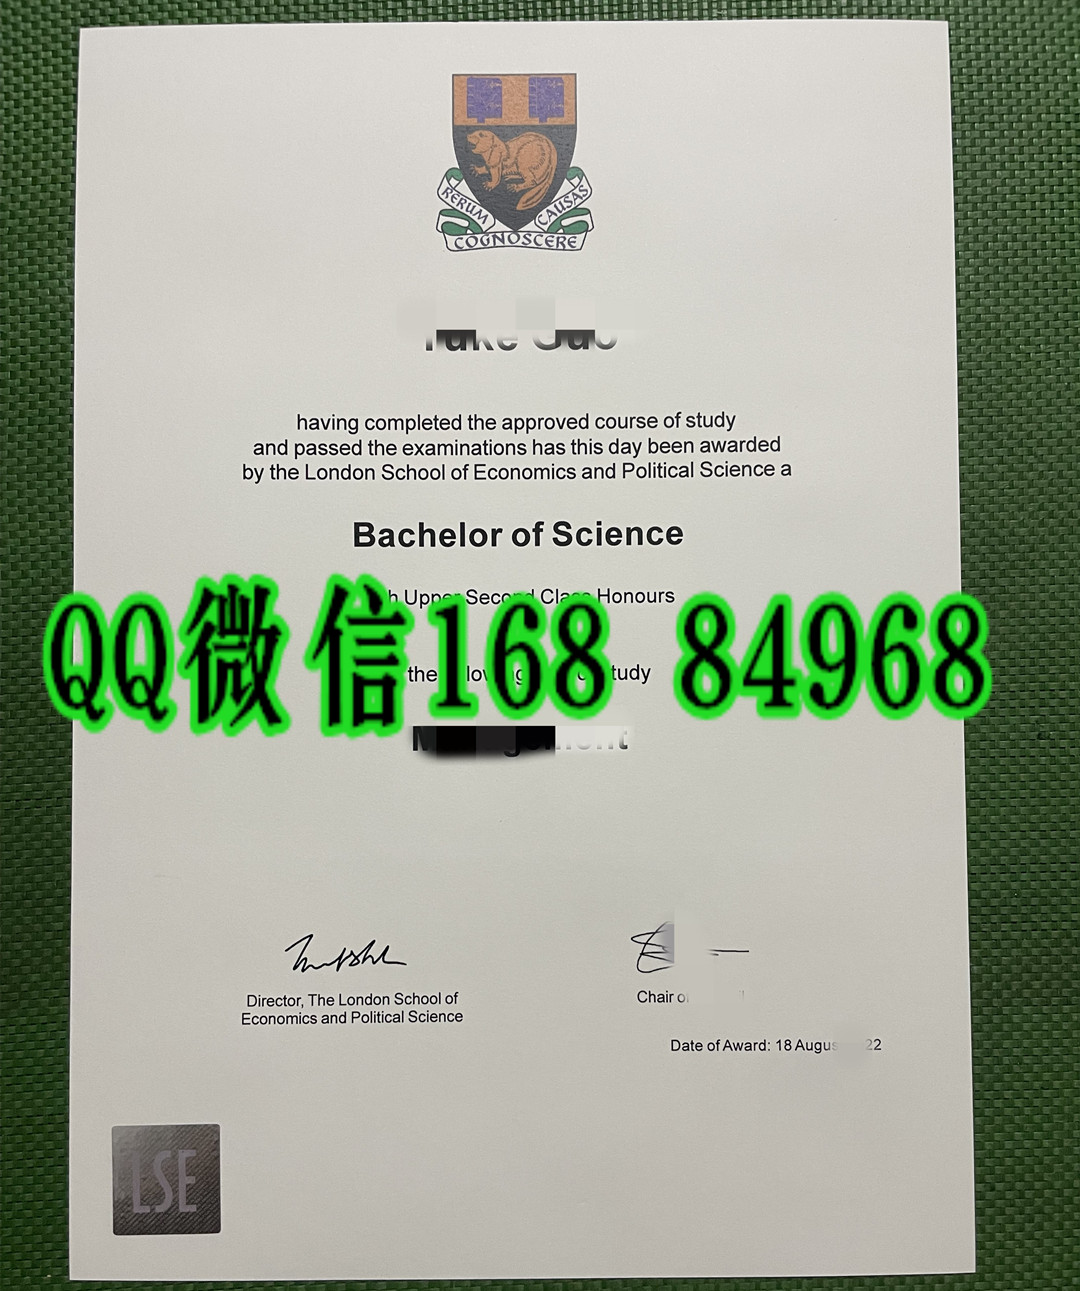 RERUM CAUSAS
COGNOSCERE
having completed the approved course of study
and passed the examinations has this day been awarded
by the London School of Economics and Political Science a
Bachelor of Science
Upper Second Class Honours
QQ微信168 84968
the
Director, The London School of
Economics and Political Science
Chair
Date of Award: 18
LSE